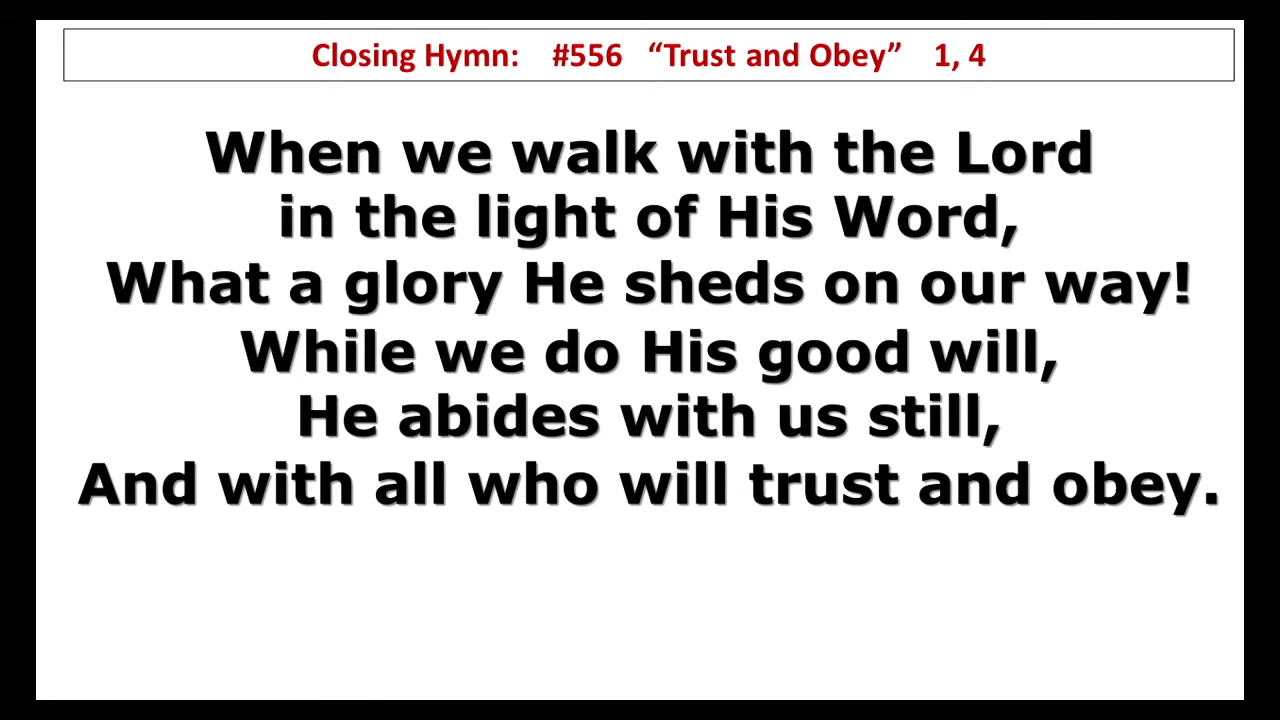 Closing Hymn: #556 “Trust and Obey” 1, 4
When we walk with the Lord
in the light of His Word,
What a glory He sheds on our way!
While we do His good will,
He abides with us still,
And with all who will trust and obey.